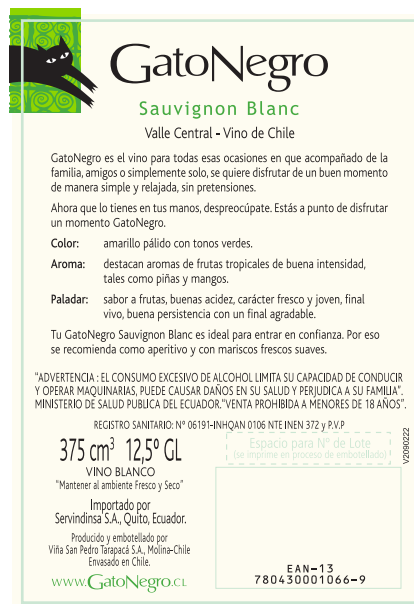 GatoNegro
Sauvignon Blanc
Valle Central - Vino de Chile
GatoNegro es el vino para todas esas ocasiones en que acompañado de la
familia, amigos o simplemente solo, se quiere disfrutar de un buen momento
de manera simple y relajada, sin pretensiones.
Ahora que lo tienes en tus manos, despreocúpate. Estás a punto de disfrutar
un momento GatoNegro.
Color: amarillo pálido con tonos verdes.
Aroma: destacan aromas de frutas tropicales de buena intensidad,
tales como piñas y mangos.
Paladar: sabor a frutas, buenas acidez, carácter fresco y joven, final
vivo, buena persistencia con un final agradable.
Tu GatoNegro Sauvignon Blanc es ideal para entrar en confianza. Por eso
se recomienda como aperitivo y con mariscos frescos suaves.
"ADVERTENCIA : EL CONSUMO EXCESIVO DE ALCOHOL LIMITA SU CAPACIDAD DE CONDUCIR
Y OPERAR MAQUINARIAS, PUEDE CAUSAR DAÑOS EN SU SALUD Y PERJUDICA A SU FAMILIA".
MINISTERIO DE SALUD PUBLICA DEL ECUADOR."VENTA PROHIBIDA A MENORES DE 18 AÑOS".
REGISTRO SANITARIO: Nº 06191-INHQAN 0106 NTE INEN 372 y P.V.P
375 cm³ 12,5º GL
VINO BLANCO
"Mantener al ambiente Fresco y Seco"
Importado por
Servindinsa S.A., Quito, Ecuador.
Producido y embotellado por
Viña San Pedro Tarapacá S.A., Molina-Chile
Envasado en Chile.
www.GatoNegro.CL
Espacio para Nº de Lote
(se imprime en proceso de embotellado)
V2090222
EAN-13
780430001066-9